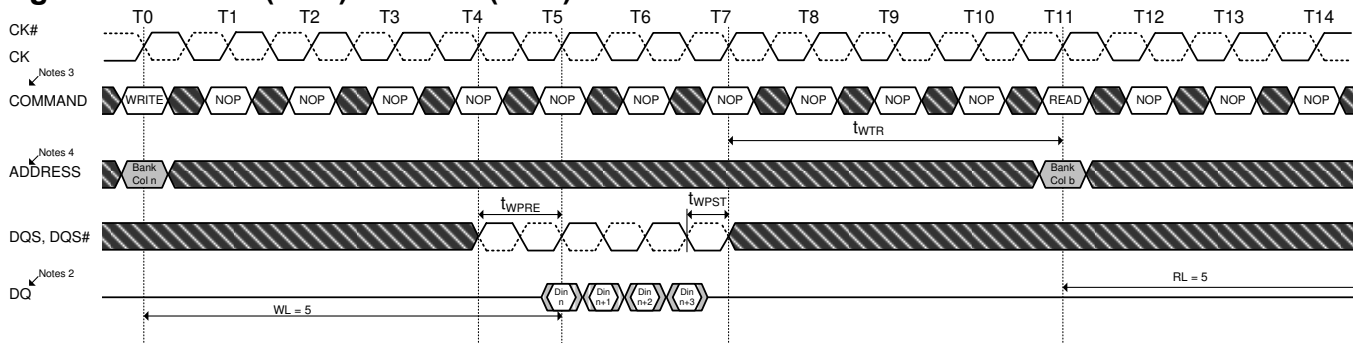 T0 T1 T2 T3 T4 T5 T6 T7 T8 T9 T10 T11 T12 T13 T14
CK#
CK
Notes 3
COMMAND WRITE NOP NOP NOP NOP NOP NOP NOP NOP NOP NOP READ NOP NOP NOP
tWTR
Notes 4
ADDRESS
Bank
Col n
Bank
Col b
tWPRE tWPST
DQS, DQS#
Notes 2
DQ
Din
n
Din
n+1
Din
n+2
Din
n+3
RL = 5
WL = 5